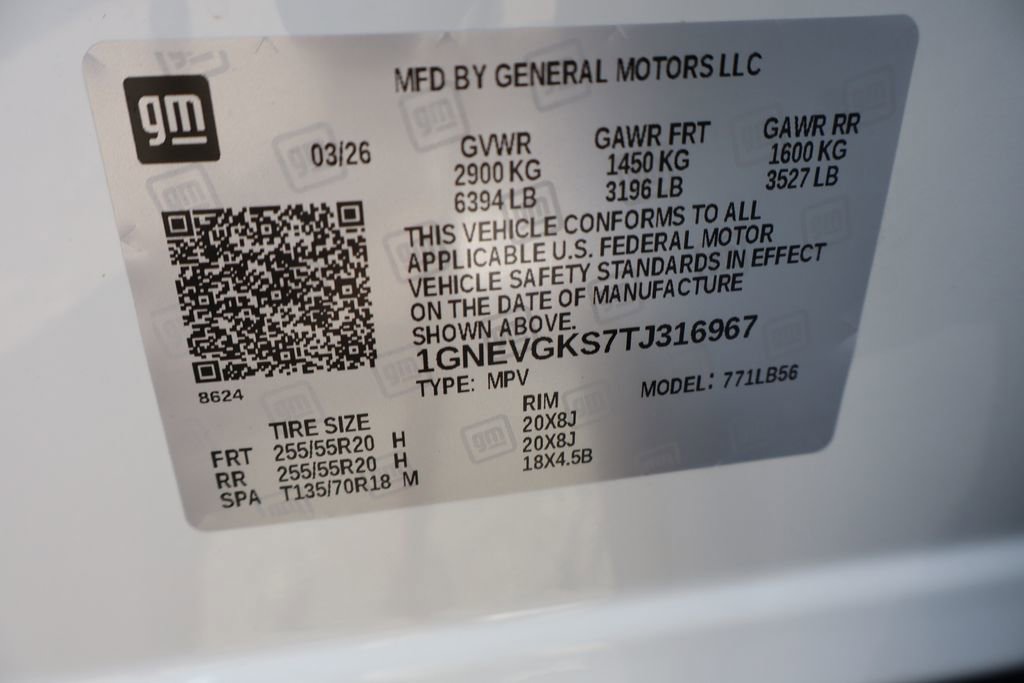 gm
MFD BY GENERAL MOTORS LLC
03/26
GVWR GAWR FRT GAWR RR
2900 KG 1450 KG 1600 KG
6394 LB 3196 LB 3527 LB
THIS VEHICLE CONFORMS TO ALL
APPLICABLE U.S. FEDERAL MOTOR
VEHICLE SAFETY STANDARDS IN EFFECT
ON THE DATE OF MANUFACTURE
SHOWN ABOVE.
1GNEVGKS7TJ316967
TYPE: MPV MODEL: 771LB56
8624
TIRE SIZE RIM
FRT 255/55R20 H 20X8J
RR 255/55R20 H 20X8J
SPA T135/70R18 M 18X4.5B